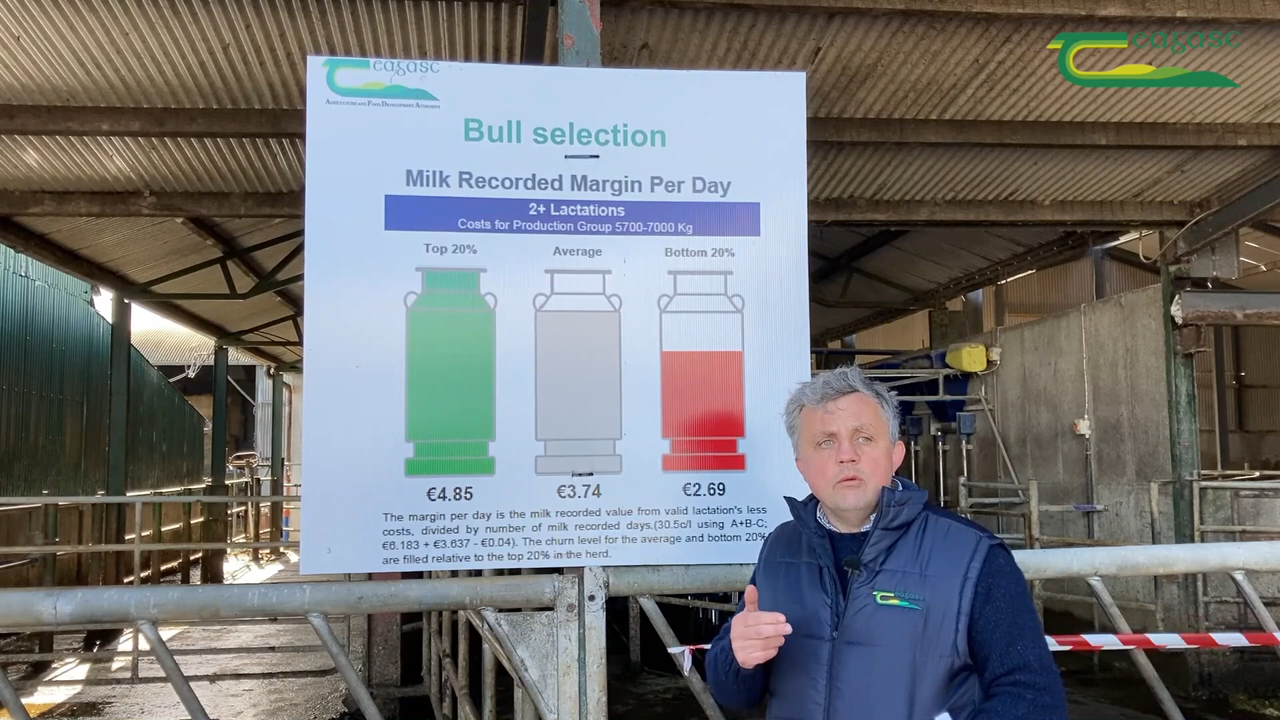 Teagasc
Teagasc
AGRICULTURE AND FOOD DEVELOPMENT AUTHORITY
Bull selection
Milk Recorded Margin Per Day
2+ Lactations
Costs for Production Group 5700-7000 Kg
Top 20%
Average
Bottom 20%
€4.85
€3.74
€2.69
The margin per day is the milk recorded value from valid lactation's less
costs, divided by number of milk recorded days.(30.5c/l using A+B-C;
€6.183 + €3.637 - €0.04). The churn level for the average and bottom 20%
are filled relative to the top 20% in the herd.
3
Teagasc